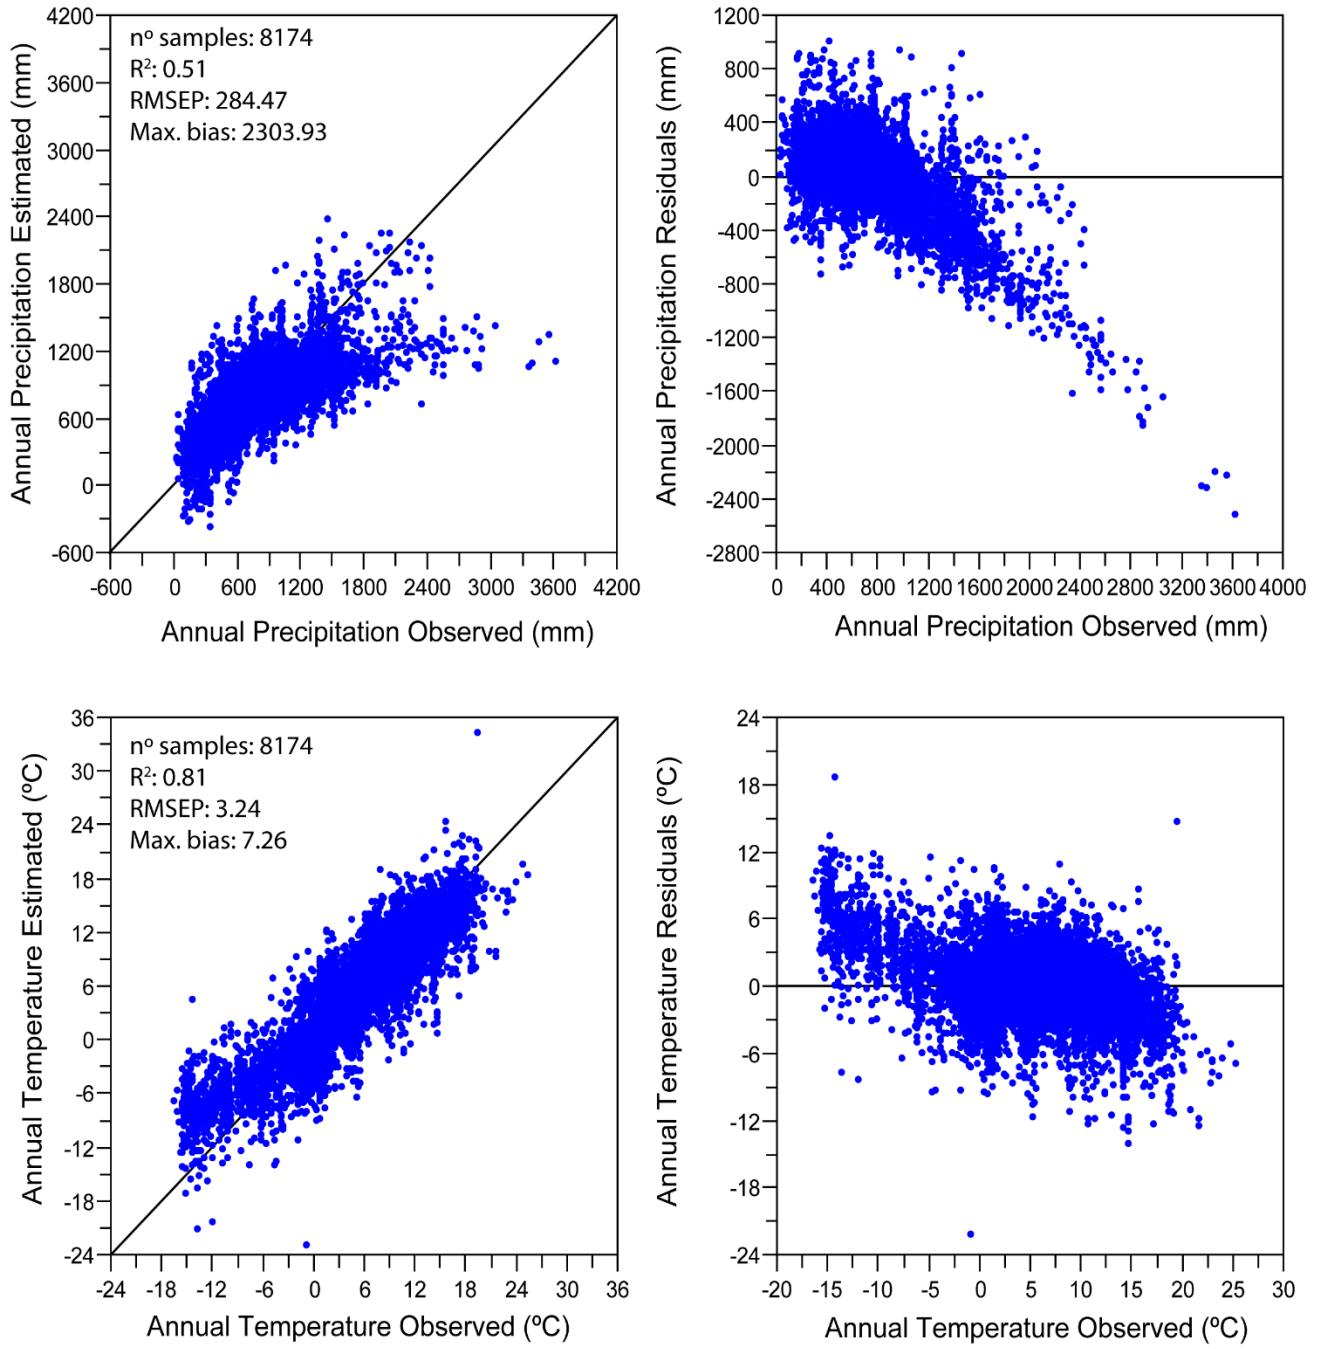 4200
3600
3000
2400
1800
1200
600
0
-600
Annual Precipitation Estimated (mm)
nº samples: 8174
R²: 0.51
RMSEP: 284.47
Max. bias: 2303.93
-600 0 600 1200 1800 2400 3000 3600 4200
Annual Precipitation Observed (mm)
1200
800
400
0
-400
-800
-1200
-1600
-2000
-2400
-2800
Annual Precipitation Residuals (mm)
0 400 800 1200 1600 2000 2400 2800 3200 3600 4000
Annual Precipitation Observed (mm)
36
30
24
18
12
6
0
-6
-12
-18
-24
Annual Temperature Estimated (ºC)
nº samples: 8174
R²: 0.81
RMSEP: 3.24
Max. bias: 7.26
-24 -18 -12 -6 0 6 12 18 24 30 36
Annual Temperature Observed (ºC)
24
18
12
6
0
-6
-12
-18
-24
Annual Temperature Residuals (ºC)
-20 -15 -10 -5 0 5 10 15 20 25 30
Annual Temperature Observed (ºC)